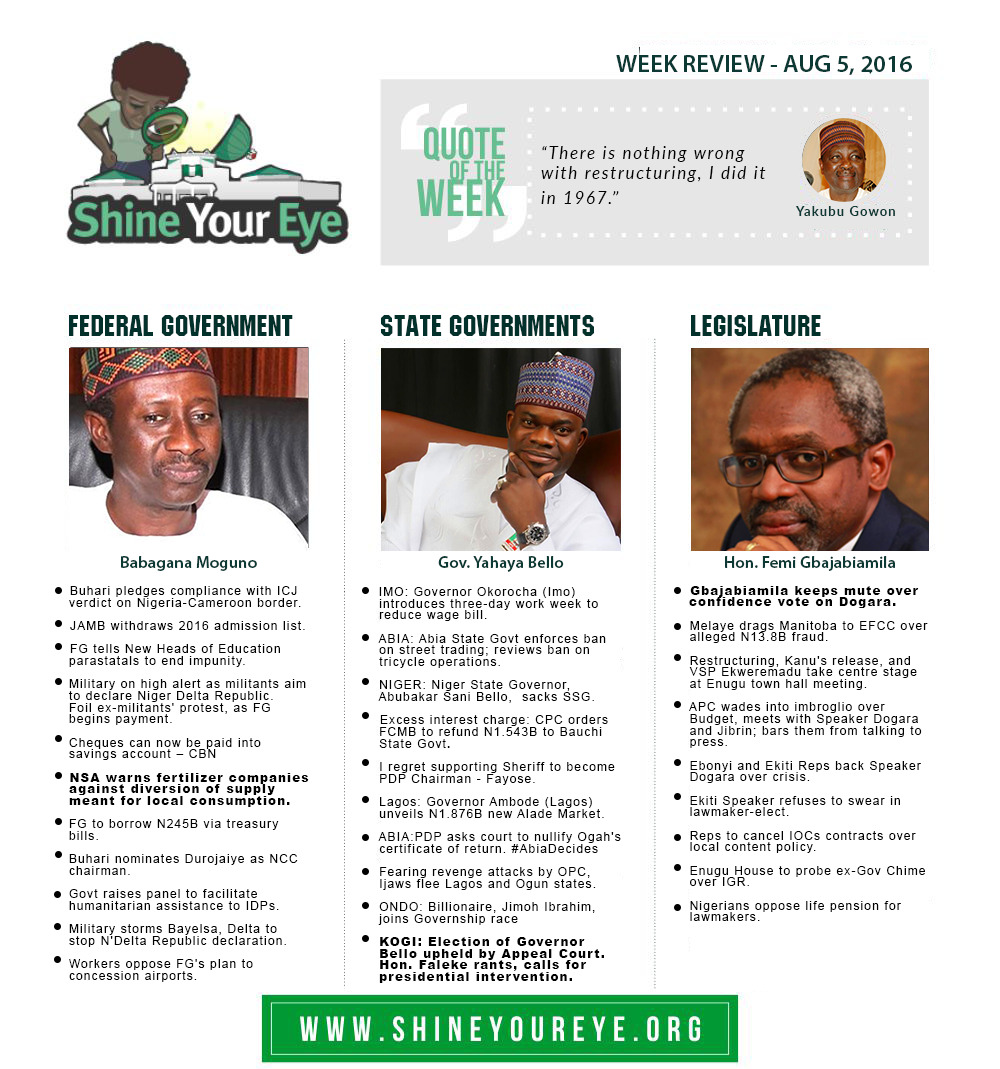 WEEK REVIEW - AUG 5, 2016
Shine Your Eye
QUOTE
OF THE
WEEK
“There is nothing wrong
with restructuring, I did it
in 1967.”
Yakubu Gowon
FEDERAL GOVERNMENT
Babagana Moguno
Buhari pledges compliance with ICJ
verdict on Nigeria-Cameroon border.
JAMB withdraws 2016 admission list.
FG tells New Heads of Education
parastatals to end impunity.
Military on high alert as militants aim
to declare Niger Delta Republic.
Foil ex-militants' protest, as FG
begins payment.
Cheques can now be paid into
savings account – CBN
NSA warns fertilizer companies
against diversion of supply
meant for local consumption.
FG to borrow N245B via treasury
bills.
Buhari nominates Durojaiye as NCC
chairman.
Govt raises panel to facilitate
humanitarian assistance to IDPs.
Military storms Bayelsa, Delta to
stop N'Delta Republic declaration.
Workers oppose FG's plan to
concession airports.
STATE GOVERNMENTS
Gov. Yahaya Bello
IMO: Governor Okorocha (Imo)
introduces three-day work week to
reduce wage bill.
ABIA: Abia State Govt enforces ban
on street trading; reviews ban on
tricycle operations.
NIGER: Niger State Governor,
Abubakar Sani Bello, sacks SSG.
Excess interest charge: CPC orders
FCMB to refund N1.543B to Bauchi
State Govt.
I regret supporting Sheriff to become
PDP Chairman - Fayose.
Lagos: Governor Ambode (Lagos)
unveils N1.876B new Alade Market.
ABIA:PDP asks court to nullify Ogah's
certificate of return. #AbiaDecides
Fearing revenge attacks by OPC,
Ijaws flee Lagos and Ogun states.
ONDO: Billionaire, Jimoh Ibrahim,
joins Governship race
KOGI: Election of Governor
Bello upheld by Appeal Court.
Hon. Faleke rants, calls for
presidential intervention.
LEGISLATURE
Hon. Femi Gbajabiamila
Gbajabiamila keeps mute over
confidence vote on Dogara.
Melaye drags Manitoba to EFCC over
alleged N13.8B fraud.
Restructuring, Kanu's release, and
VSP Ekweremadu take centre stage
at Enugu town hall meeting.
APC wades into imbroglio over
Budget, meets with Speaker Dogara
and Jibrin; bars them from talking to
press.
Ebonyi and Ekiti Reps back Speaker
Dogara over crisis.
Ekiti Speaker refuses to swear in
lawmaker-elect.
Reps to cancel IOCs contracts over
local content policy.
Enugu House to probe ex-Gov Chime
over IGR.
Nigerians oppose life pension for
lawmakers.
WWW.SHINEYOUREYE.ORG